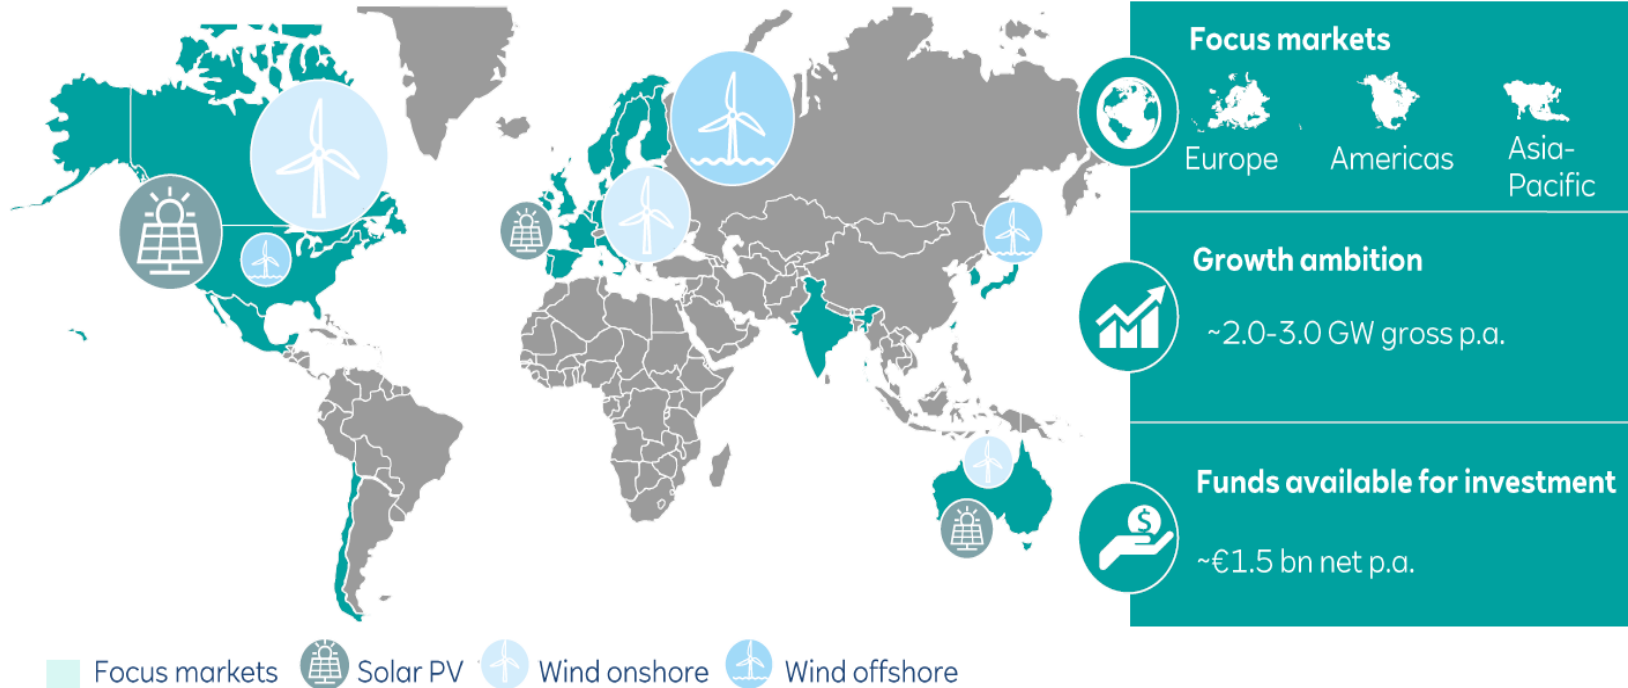 Focus markets
Europe
Americas
Asia-
Pacific
Growth ambition
~2.0-3.0 GW gross p.a.
Funds available for investment
$
~€1.5 bn net p.a.
Focus markets
Solar PV
Wind onshore
Wind offshore